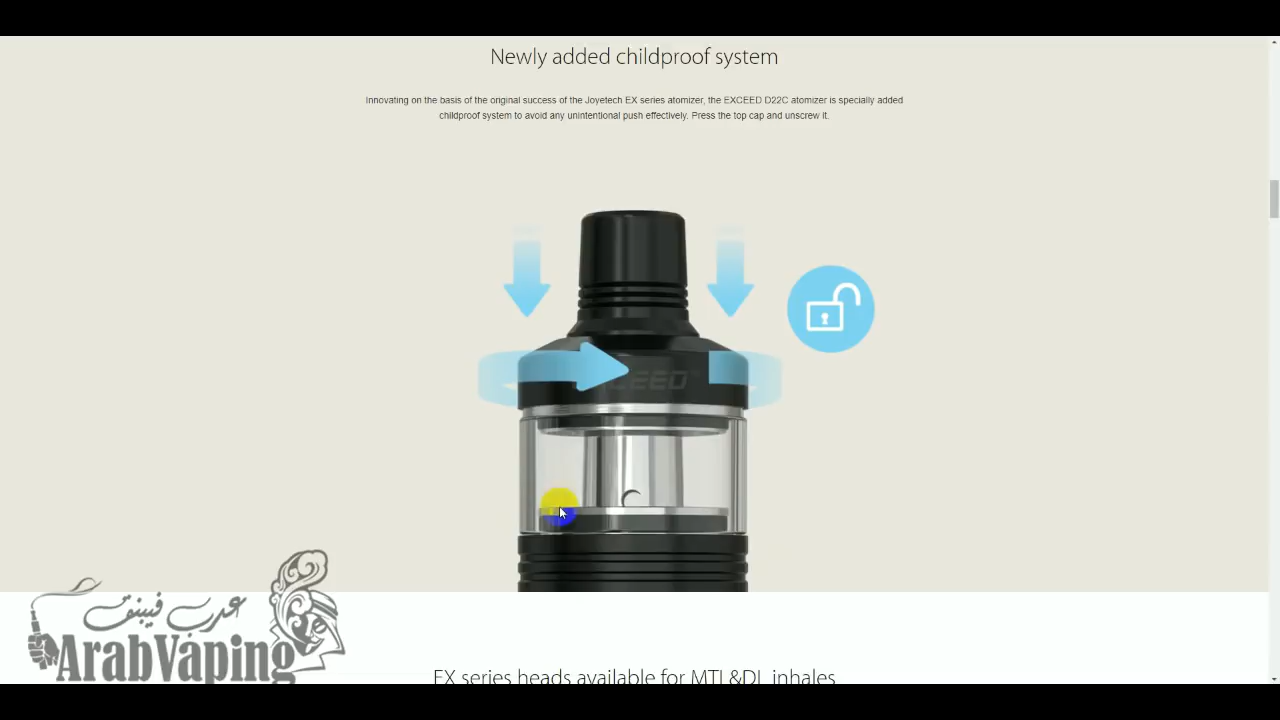 Newly added childproof system
Innovating on the basis of the original success of the Joyetech EX series atomizer, the EXCEED D22C atomizer is specially added
childproof system to avoid any unintentional push effectively. Press the top cap and unscrew it.
CEED
عرب فيبنق
ArabVaping
EX series heads available for MTL&DL inhales